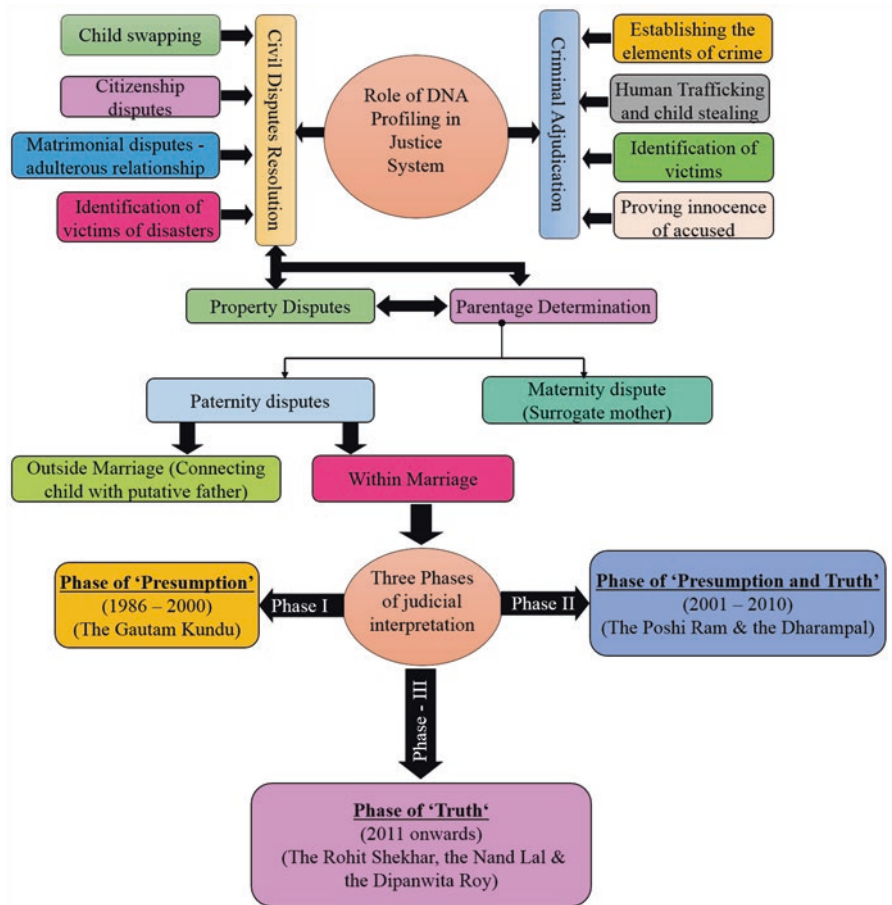 Child swapping
Citizenship
disputes
Matrimonial disputes -
adulterous relationship
Identification of
victims of disasters
Civil Disputes Resolution
Role of DNA
Profiling in
Justice
System
Criminal Adjudication
Establishing the
elements of crime
Human Trafficking
and child stealing
Identification of
victims
Proving innocence
of accused
Property Disputes
Parentage Determination
Paternity disputes
Maternity dispute
(Surrogate mother)
Outside Marriage (Connecting
child with putative father)
Within Marriage
Phase of ‘Presumption’
(1986 – 2000)
(The Gautam Kundu)
Phase I
Three Phases
of judicial
interpretation
Phase II
Phase of ‘Presumption and Truth’
(2001 – 2010)
(The Poshi Ram & the Dharampal)
Phase - III
Phase of ‘Truth‘
(2011 onwards)
(The Rohit Shekhar, the Nand Lal &
the Dipanwita Roy)